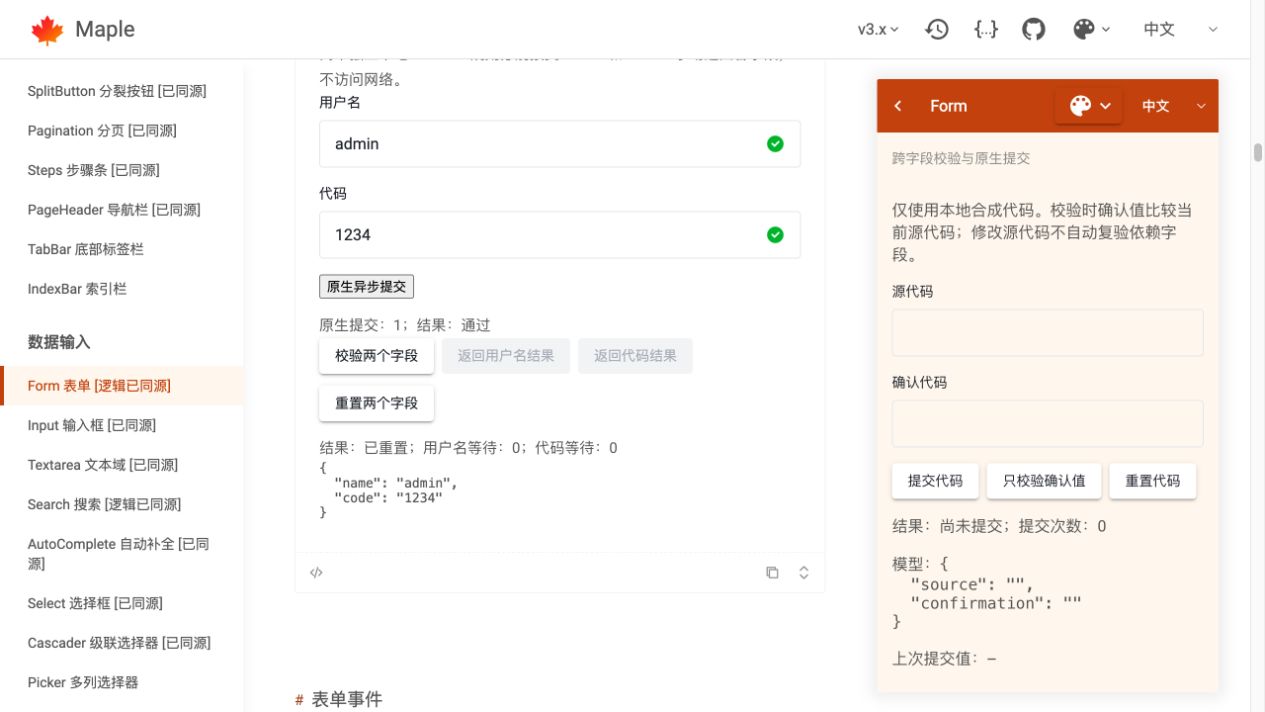 Maple
v3.x
{..}
中文
SplitButton 分裂按钮 [已同源]
Pagination 分页 [已同源]
Steps 步骤条 [已同源]
PageHeader 导航栏 [已同源]
TabBar 底部标签栏
IndexBar 索引栏
数据输入
Form 表单 [逻辑已同源]
Input 输入框 [已同源]
Textarea 文本域 [已同源]
Search 搜索 [逻辑已同源]
AutoComplete 自动补全 [已同
源]
Select 选择框 [已同源]
Cascader 级联选择器 [已同源]
Picker 多列选择器
不访问网络。
用户名
admin
代码
1234
原生异步提交
原生提交：1；结果：通过
校验两个字段 返回用户名结果 返回代码结果
重置两个字段
结果：已重置；用户名等待：0；代码等待：0
{
  "name": "admin",
  "code": "1234"
}
</>
# 表单事件
Form
中文
跨字段校验与原生提交
仅使用本地合成代码。校验时确认值比较当
前源代码；修改源代码不自动复验依赖字
段。
源代码
确认代码
提交代码 只校验确认值 重置代码
结果：尚未提交；提交次数：0
模型：{
  "source": "",
  "confirmation": ""
}
上次提交值：—